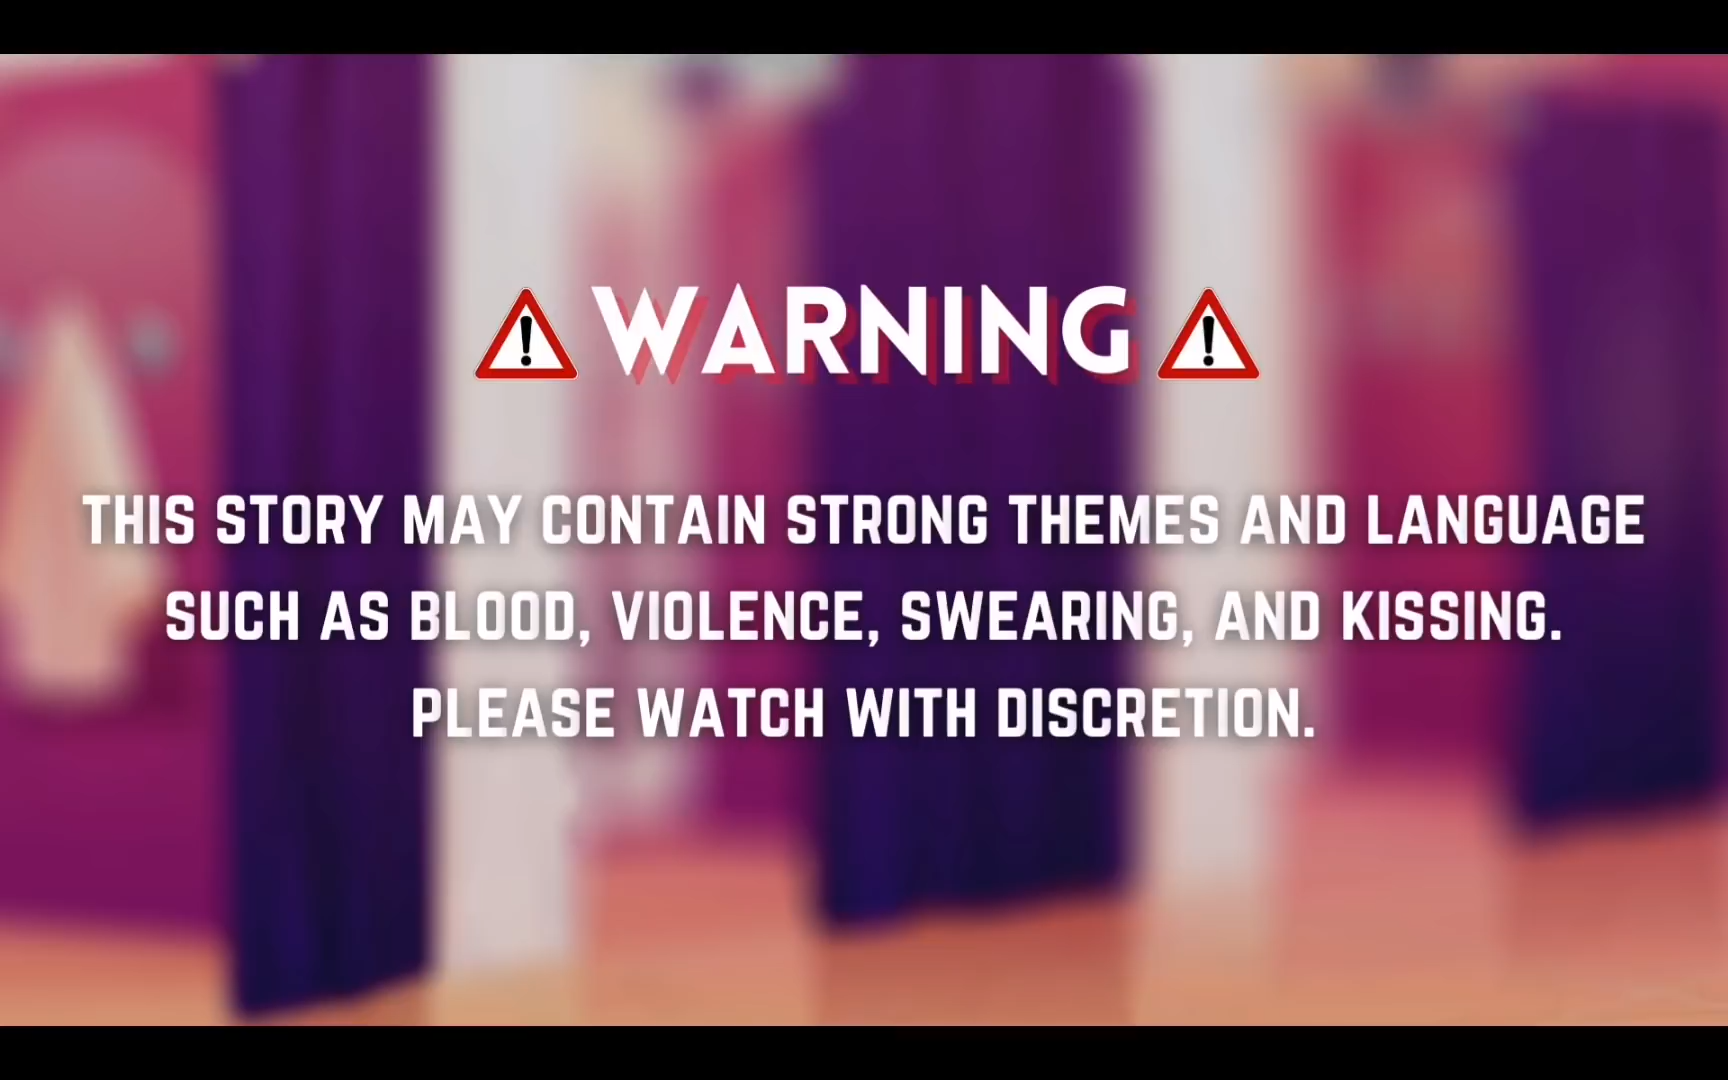 WARNING
THIS STORY MAY CONTAIN STRONG THEMES AND LANGUAGE
SUCH AS BLOOD, VIOLENCE, SWEARING, AND KISSING.
PLEASE WATCH WITH DISCRETION.